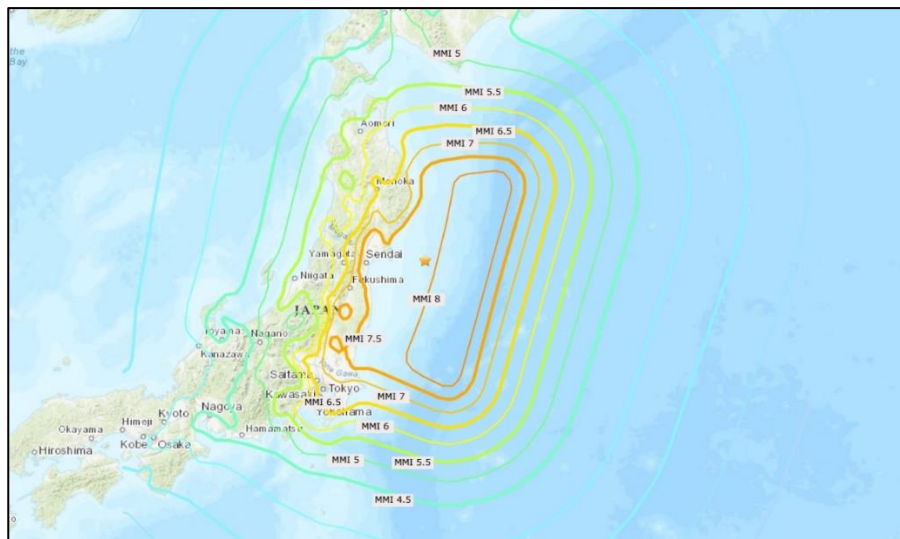 the
Bay
MMI 5
MMI 5.5
MMI 6
Aomori
MMI 6.5
MMI 7
Morioka
Yamagata
Sendai
Niigata
Fukushima
MMI 8
JAPAN
Toyama
Nagano
MMI 7.5
Kanazawa
Saitama
Tokyo
Kawasaki
MMI 6.5
MMI 7
Yokohama
Kyoto
Nagoya
MMI 6
Okayama
Himeji
Kobe
Osaka
Hamamatsu
Hiroshima
MMI 5
MMI 5.5
MMI 4.5